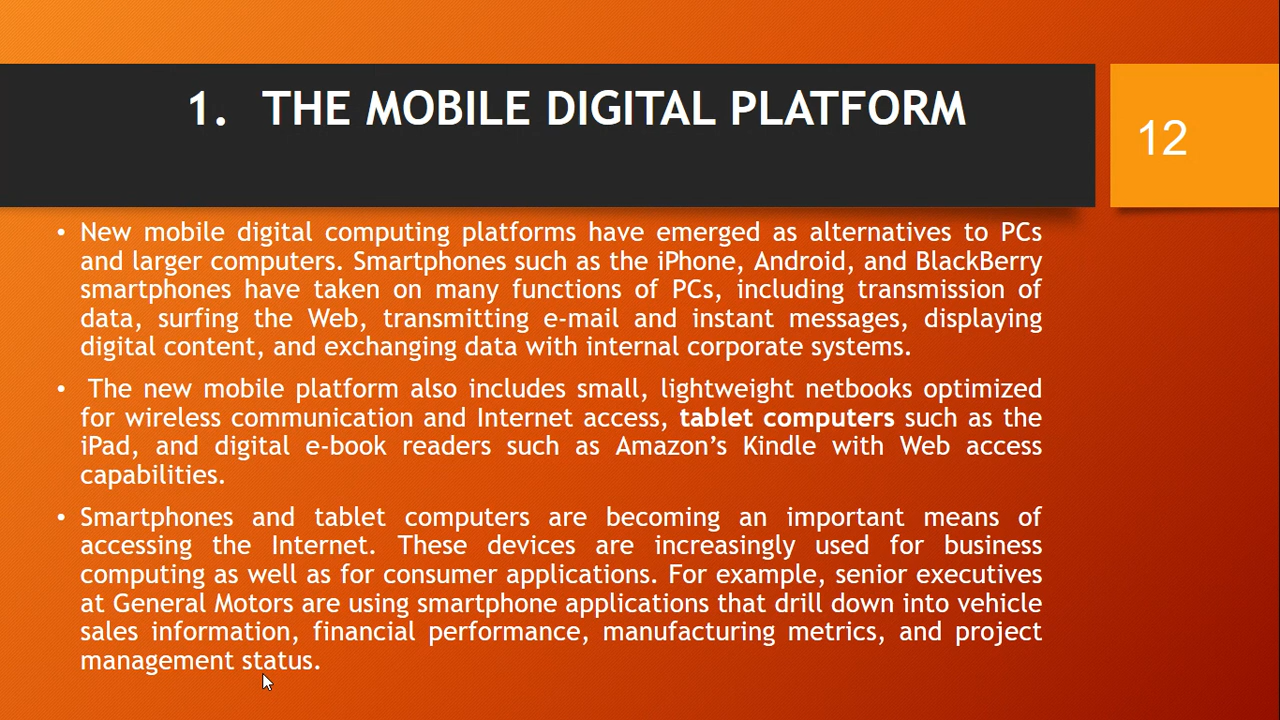 1. THE MOBILE DIGITAL PLATFORM
12
• New mobile digital computing platforms have emerged as alternatives to PCs
and larger computers. Smartphones such as the iPhone, Android, and BlackBerry
smartphones have taken on many functions of PCs, including transmission of
data, surfing the Web, transmitting e-mail and instant messages, displaying
digital content, and exchanging data with internal corporate systems.
• The new mobile platform also includes small, lightweight netbooks optimized
for wireless communication and Internet access, tablet computers such as the
iPad, and digital e-book readers such as Amazon’s Kindle with Web access
capabilities.
• Smartphones and tablet computers are becoming an important means of
accessing the Internet. These devices are increasingly used for business
computing as well as for consumer applications. For example, senior executives
at General Motors are using smartphone applications that drill down into vehicle
sales information, financial performance, manufacturing metrics, and project
management status.